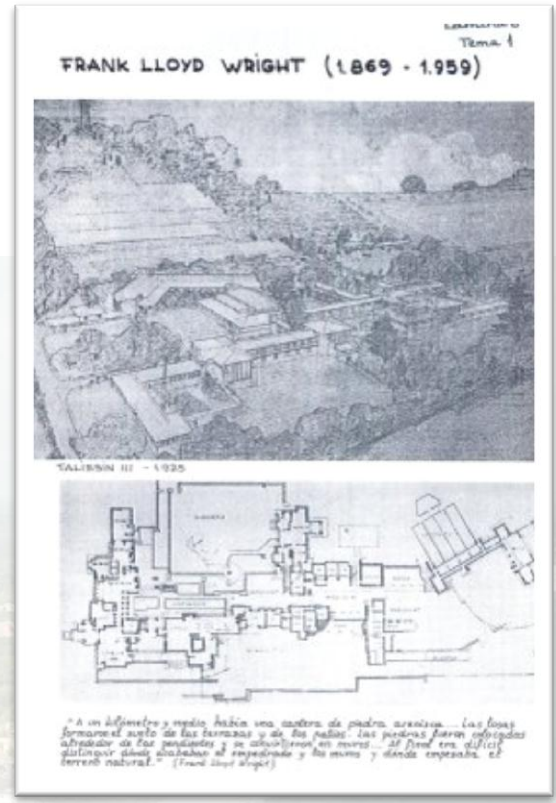 Tema 1
FRANK LLOYD WRIGHT (1.869 - 1.959)
TALIESIN III - 1.925
"A un kilómetro y medio había una cantera de piedra arenisca... Las losas
formaron el suelo de las terrazas y de los patios. Las piedras fueron colocadas
alrededor de las pendientes y se convirtieron en muros... Al final era difícil
distinguir dónde acababan el empedrado y los muros y dónde empezaba el
terreno natural." (Frank Lloyd Wright)